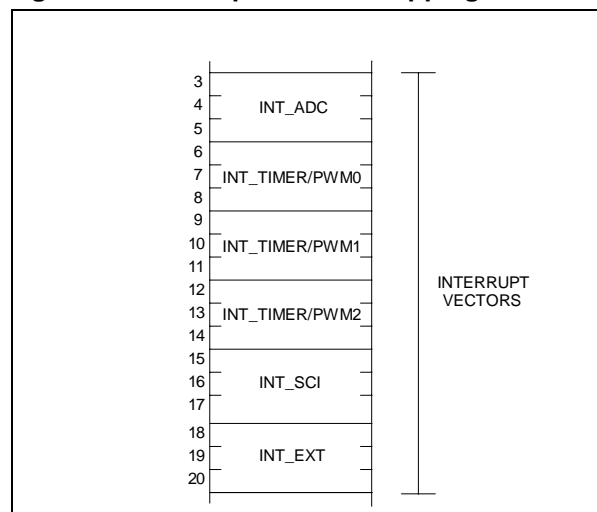 3
4
INT_ADC
5
6
7
INT_TIMER/PWM0
8
9
10
INT_TIMER/PWM1
11
12
13
INT_TIMER/PWM2
14
15
16
INT_SCI
17
18
19
INT_EXT
20
INTERRUPT
VECTORS